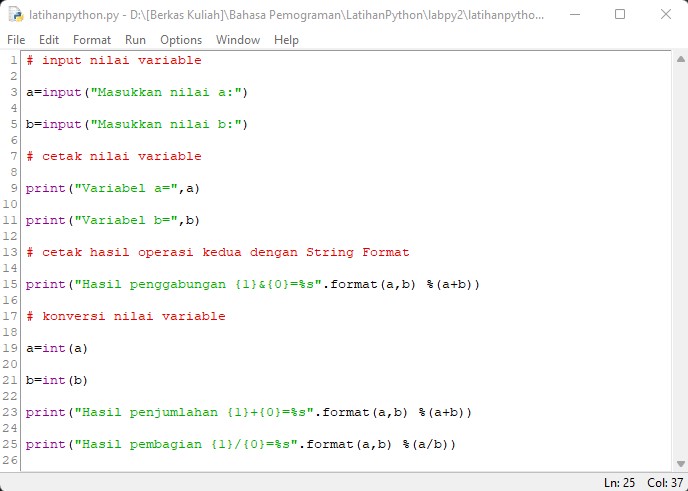 latihanpython.py - D:\[Berkas Kuliah]\Bahasa Pemograman\LatihanPython\labpy2\latihanpytho...
File Edit Format Run Options Window Help
1 # input nilai variable
2
3 a=input("Masukkan nilai a:")
4
5 b=input("Masukkan nilai b:")
6
7 # cetak nilai variable
8
9 print("Variabel a=",a)
10
11 print("Variabel b=",b)
12
13 # cetak hasil operasi kedua dengan String Format
14
15 print("Hasil penggabungan {1}&{0}=%s".format(a,b) %(a+b))
16
17 # konversi nilai variable
18
19 a=int(a)
20
21 b=int(b)
22
23 print("Hasil penjumlahan {1}+{0}=%s".format(a,b) %(a+b))
24
25 print("Hasil pembagian {1}/{0}=%s".format(a,b) %(a/b))
26
Ln: 25 Col: 37